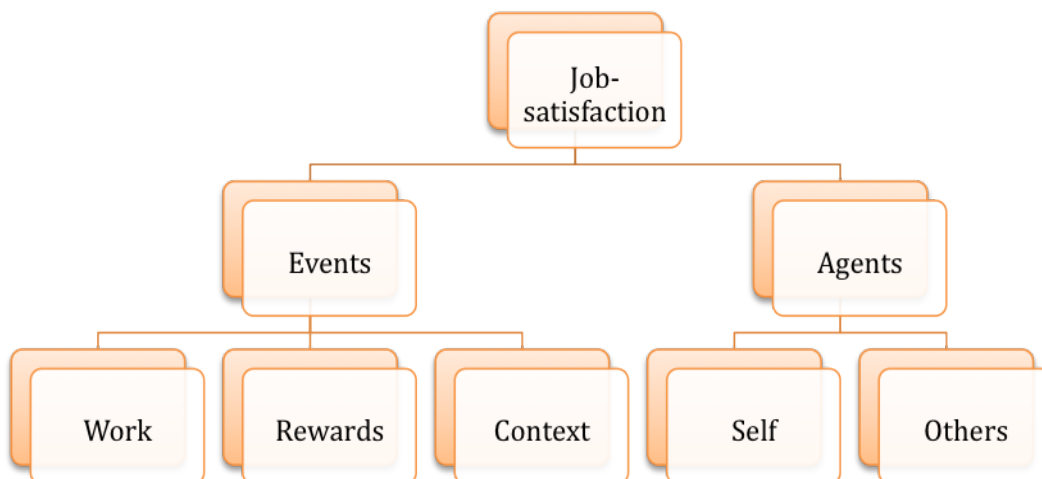 Job-
satisfaction
Events
Agents
Work
Rewards
Context
Self
Others